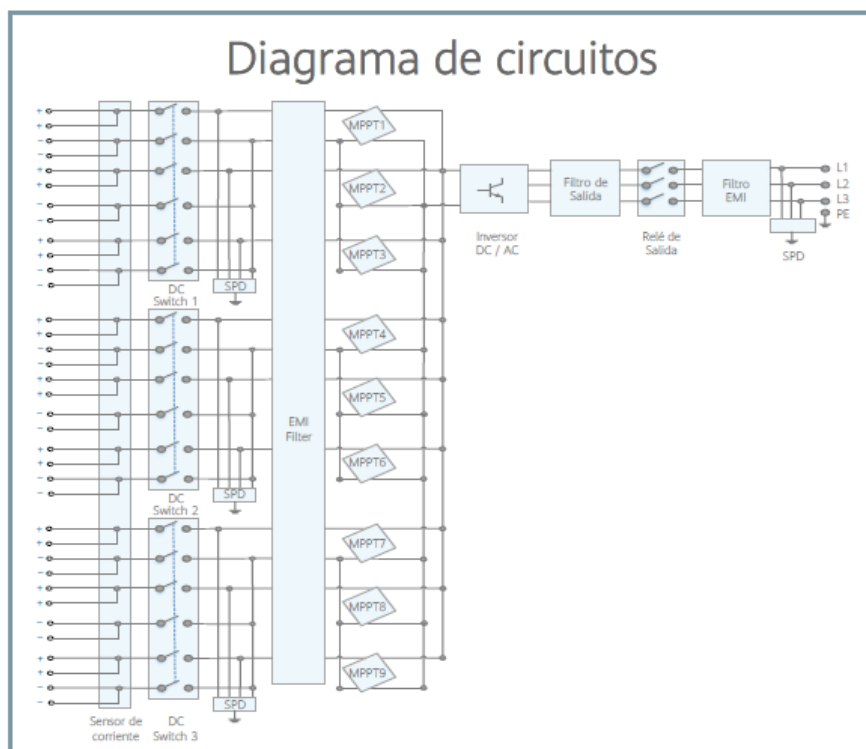 Diagrama de circuitos
+
+
−
−
+
+
−
−
+
+
−
−
SPD
DC
Switch 1
+
+
−
−
+
+
−
−
+
+
−
−
SPD
DC
Switch 2
+
+
−
−
+
+
−
−
+
+
−
−
SPD
Sensor de
corriente
DC
Switch 3
EMI
Filter
MPPT1
MPPT2
MPPT3
MPPT4
MPPT5
MPPT6
MPPT7
MPPT8
MPPT9
Inversor
DC / AC
Filtro de
Salida
Relé de
Salida
Filtro
EMI
L1
L2
L3
PE
SPD